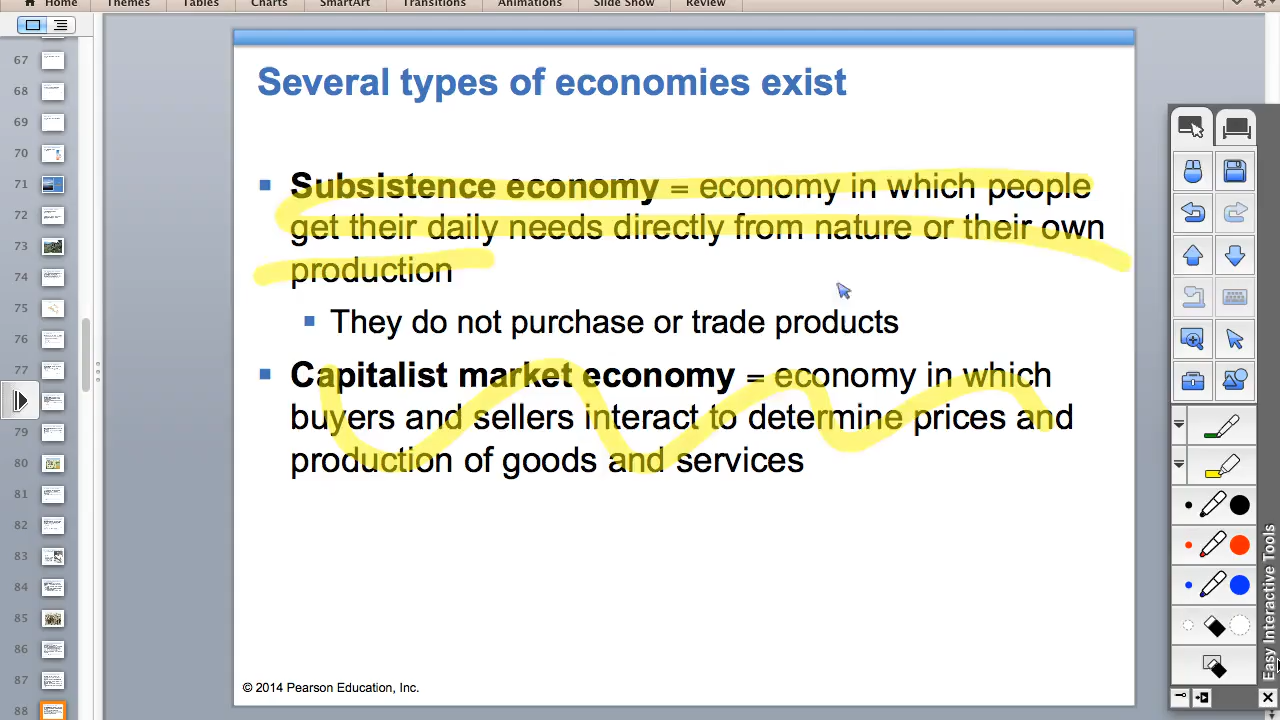 Home Themes Tables Charts SmartArt Transitions Animations Slide Show Review
67
68
69
70
71
72
73
74
75
76
77
79
80
81
82
83
84
85
86
87
88
Several types of economies exist
Subsistence economy = economy in which people
get their daily needs directly from nature or their own
production
They do not purchase or trade products
Capitalist market economy = economy in which
buyers and sellers interact to determine prices and
production of goods and services
© 2014 Pearson Education, Inc.
Easy Interactive Tools